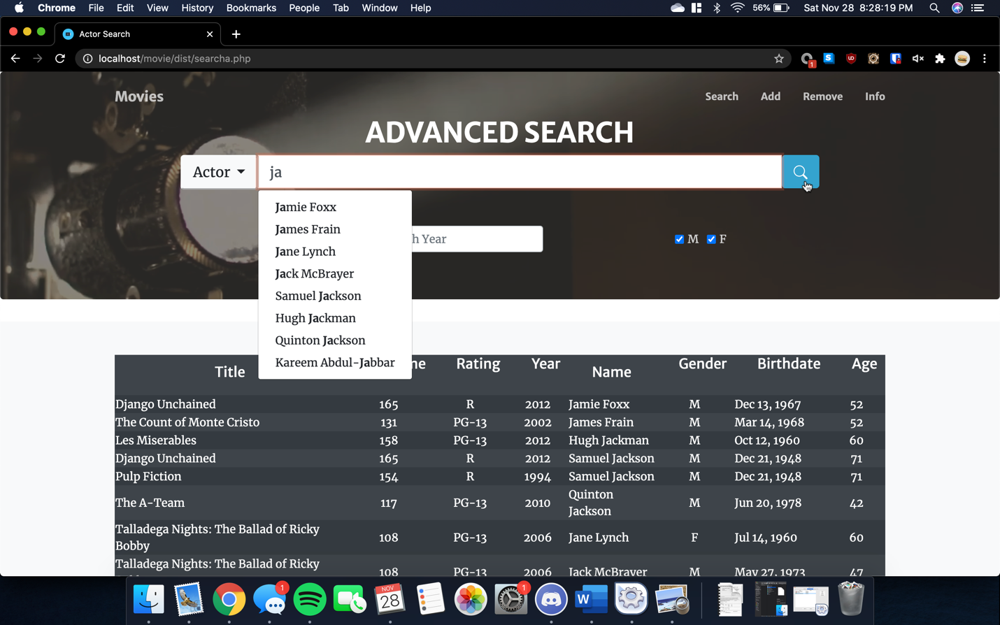 Chrome File Edit View History Bookmarks People Tab Window Help 56% Sat Nov 28 8:28:19 PM
Actor Search
localhost/movie/dist/searcha.php 1
Movies Search Add Remove Info
ADVANCED SEARCH
Actor ja
Jamie Foxx
James Frain
h Year M F
Jane Lynch
Jack McBrayer
Samuel Jackson
Hugh Jackman
Quinton Jackson
Kareem Abdul-Jabbar
Title ne Rating Year Name Gender Birthdate Age
Django Unchained 165 R 2012 Jamie Foxx M Dec 13, 1967 52
The Count of Monte Cristo 131 PG-13 2002 James Frain M Mar 14, 1968 52
Les Miserables 158 PG-13 2012 Hugh Jackman M Oct 12, 1960 60
Django Unchained 165 R 2012 Samuel Jackson M Dec 21, 1948 71
Pulp Fiction 154 R 1994 Samuel Jackson M Dec 21, 1948 71
The A-Team 117 PG-13 2010 Quinton Jackson M Jun 20, 1978 42
Talladega Nights: The Ballad of Ricky
Bobby 108 PG-13 2006 Jane Lynch F Jul 14, 1960 60
Talladega Nights: The Ballad of Ricky
108 PG-13 2006 Jack McBrayer M May 27, 1973 47
1 NOV 28 1 W